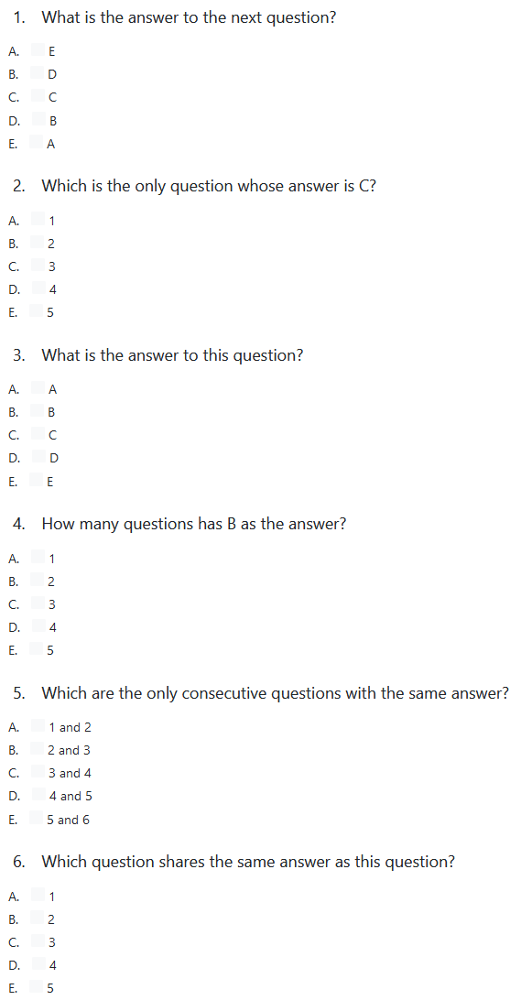 1. What is the answer to the next question?
A. E
B. D
C. C
D. B
E. A
2. Which is the only question whose answer is C?
A. 1
B. 2
C. 3
D. 4
E. 5
3. What is the answer to this question?
A. A
B. B
C. C
D. D
E. E
4. How many questions has B as the answer?
A. 1
B. 2
C. 3
D. 4
E. 5
5. Which are the only consecutive questions with the same answer?
A. 1 and 2
B. 2 and 3
C. 3 and 4
D. 4 and 5
E. 5 and 6
6. Which question shares the same answer as this question?
A. 1
B. 2
C. 3
D. 4
E. 5